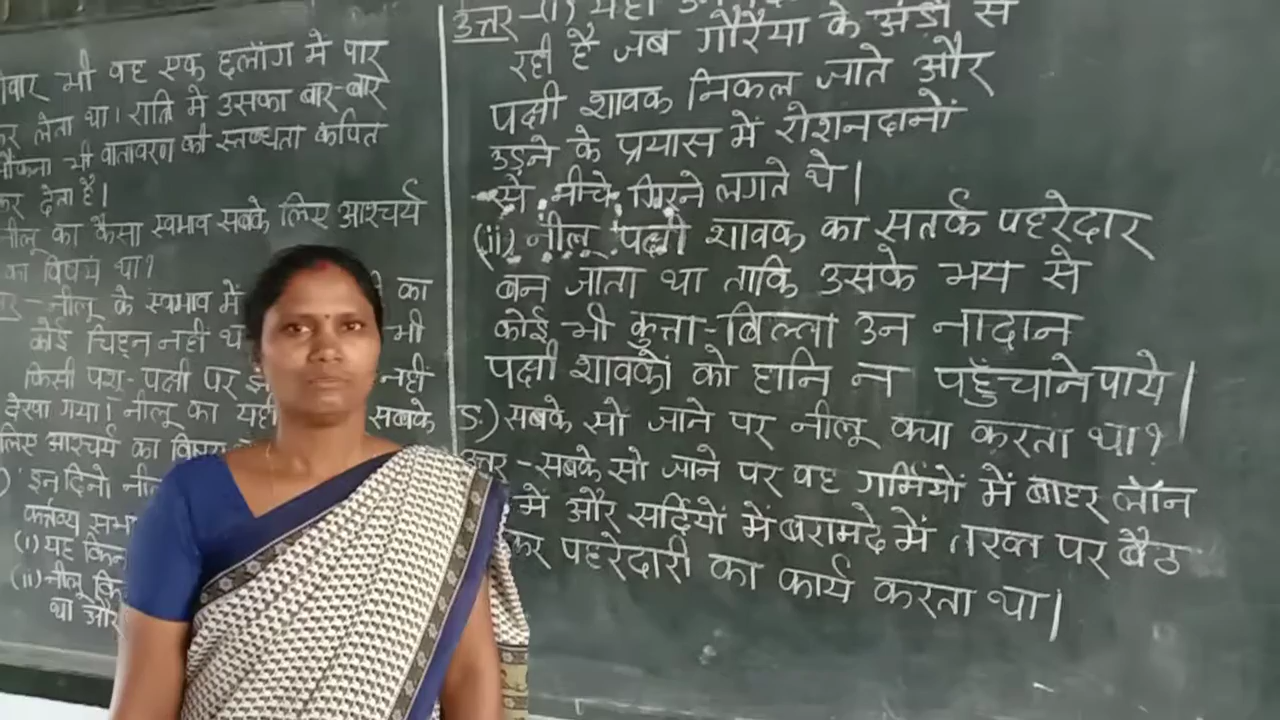 वार भी वह एक छलाँग में पार
कर लेता था। रात्रि में उसका बार-बार
भौंकना भी वातावरण की स्तब्धता कंपित
कर देता है।
नीलू का कैसा स्वभाव सबके लिए आश्चर्य
का विषय था?
नीलू के स्वभाव में का
कोई चिह्न नहीं भी
किसी पशु-पक्षी पर नहीं
देखा गया। नीलू का सबके
लिए आश्चर्य का
इन दिनों
कर्त्तव्य
(i) यह
(ii) नीलू
था और
उत्तर-(i)
रही है जब गौरैया के अंडों से
पक्षी शावक निकल जाते और
उड़ने के प्रयास में रोशनदानों
से नीचे गिरने लगते थे।
(ii) नीलू पक्षी शावक का सतर्क पहरेदार
बन जाता था ताकि उसके भय से
कोई भी कुत्ता-बिल्ला उन नादान
पक्षी शावकों को हानि न पहुँचाने पाये।
5.) सबके सो जाने पर नीलू क्या करता था?
उत्तर-सबके सो जाने पर वह गर्मियों में बाहर लॉन
में और सर्दियों में बरामदे में तख्त पर बैठ
कर पहरेदारी का कार्य करता था।